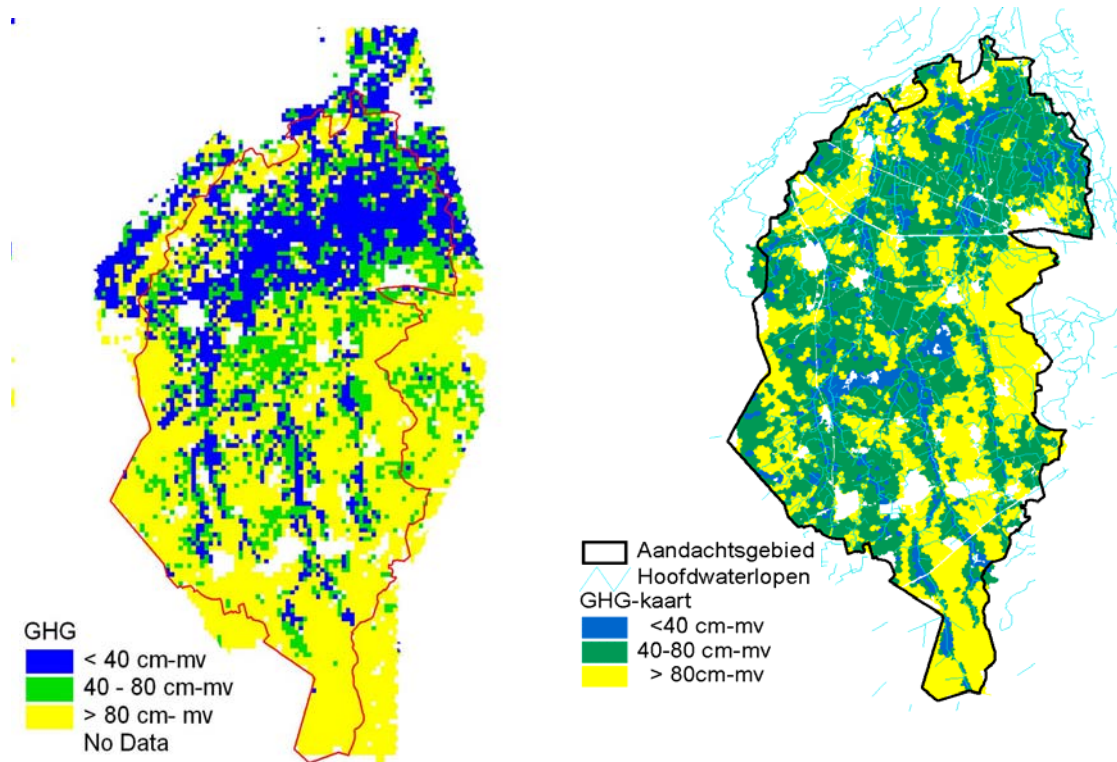 GHG
< 40 cm-mv
40 - 80 cm-mv
> 80 cm- mv
No Data
Aandachtsgebied
Hoofdwaterlopen
GHG-kaart
<40 cm-mv
40-80 cm-mv
> 80cm-mv